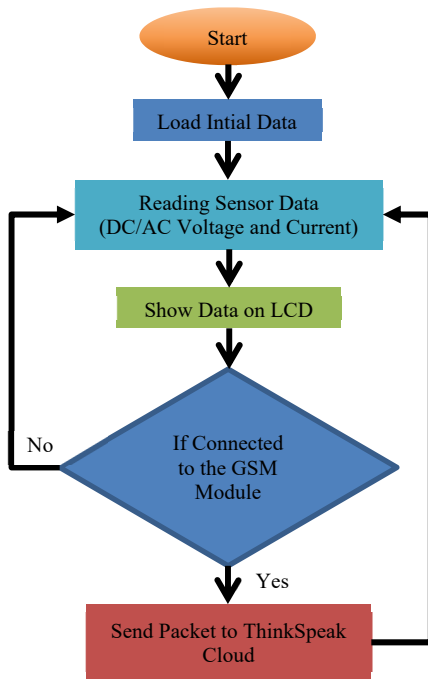 Start
Load Intial Data
Reading Sensor Data
(DC/AC Voltage and Current)
Show Data on LCD
If Connected
to the GSM
Module
No
Yes
Send Packet to ThinkSpeak
Cloud